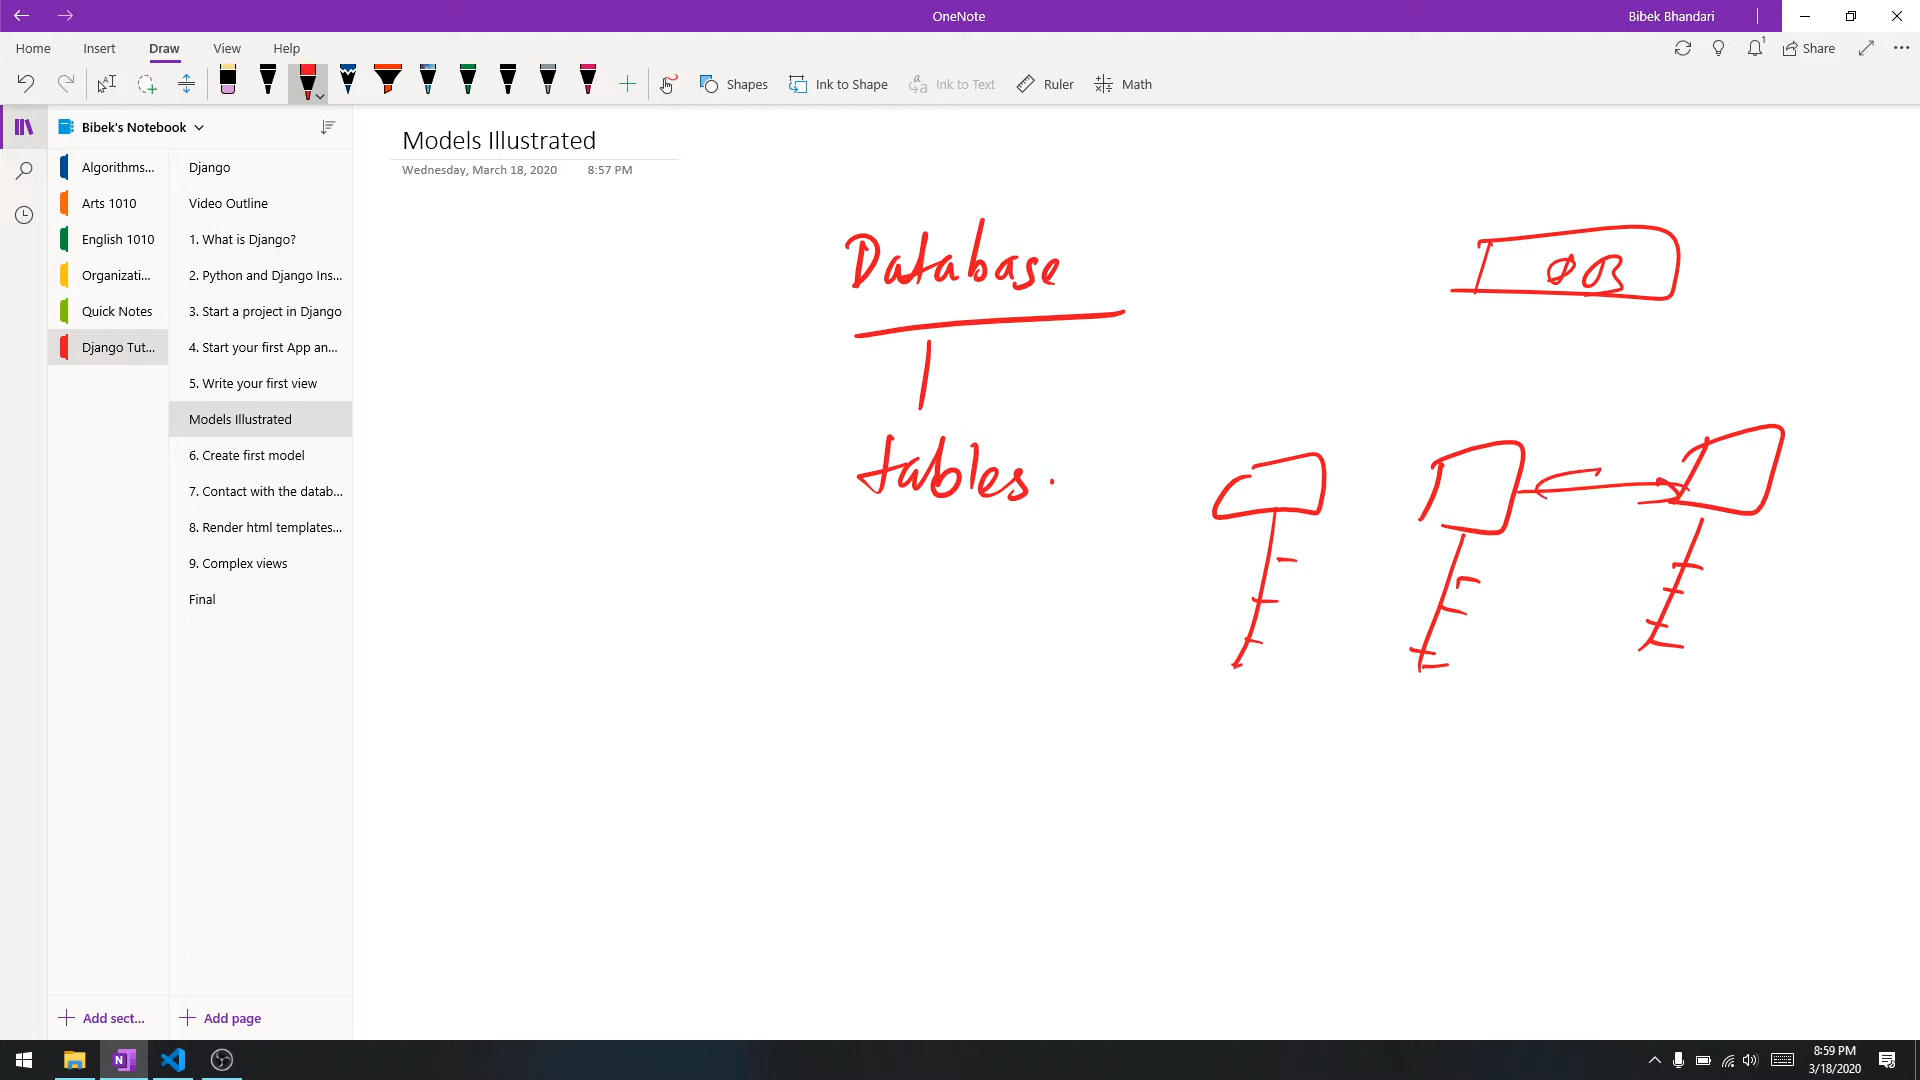 OneNote
Bibek Bhandari
Home Insert Draw View Help
1
Share
Shapes Ink to Shape Ink to Text Ruler Math
Bibek's Notebook
Algorithms...
Arts 1010
English 1010
Organizati...
Quick Notes
Django Tut...
Django
Video Outline
1. What is Django?
2. Python and Django Ins...
3. Start a project in Django
4. Start your first App an...
5. Write your first view
Models Illustrated
6. Create first model
7. Contact with the datab...
8. Render html templates...
9. Complex views
Final
Add sect...
Add page
Models Illustrated
Wednesday, March 18, 2020 8:57 PM
Database
DB
tables.
8:59 PM
3/18/2020